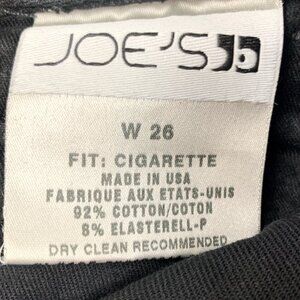 JOE'S
W 26
FIT: CIGARETTE
MADE IN USA
FABRIQUE AUX ETATS-UNIS
92% COTTON/COTON
8% ELASTERELL-P
DRY CLEAN RECOMMENDED